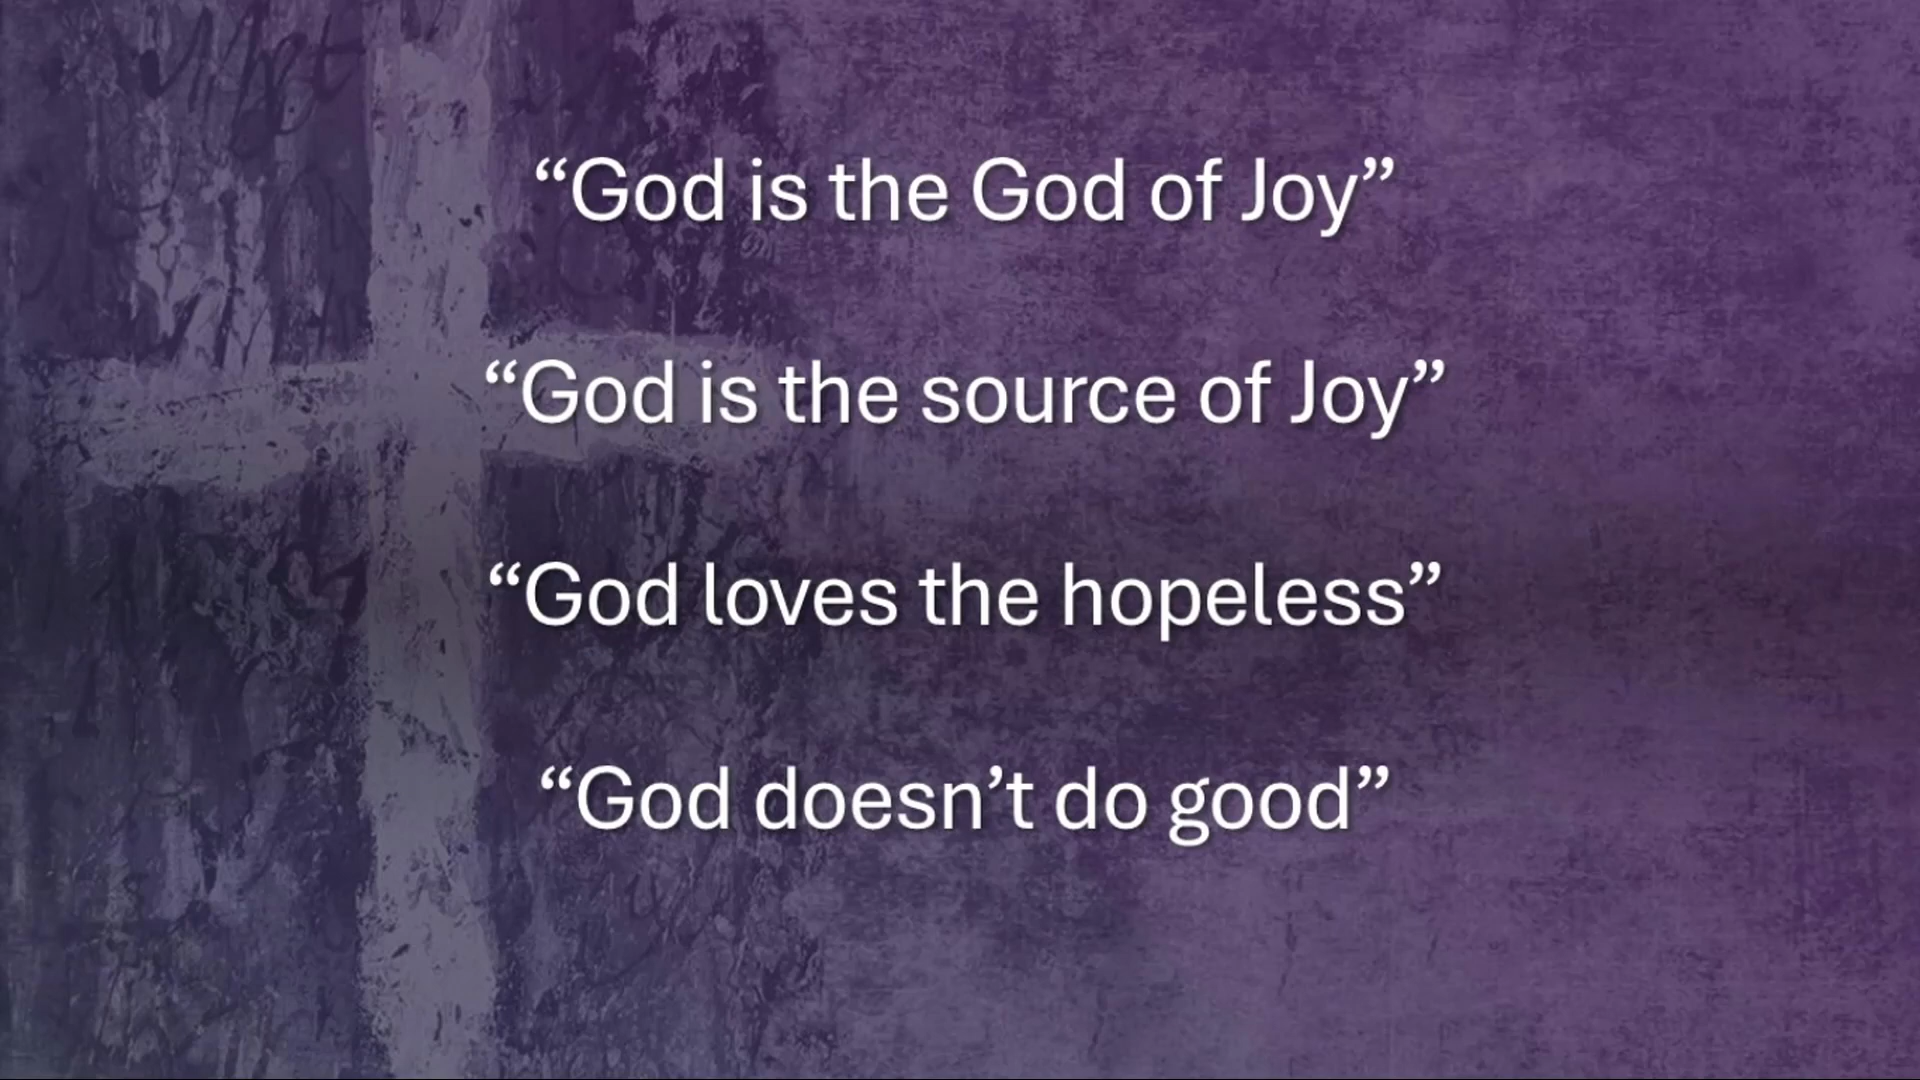 “God is the God of Joy”
“God is the source of Joy”
“God loves the hopeless”
“God doesn’t do good”